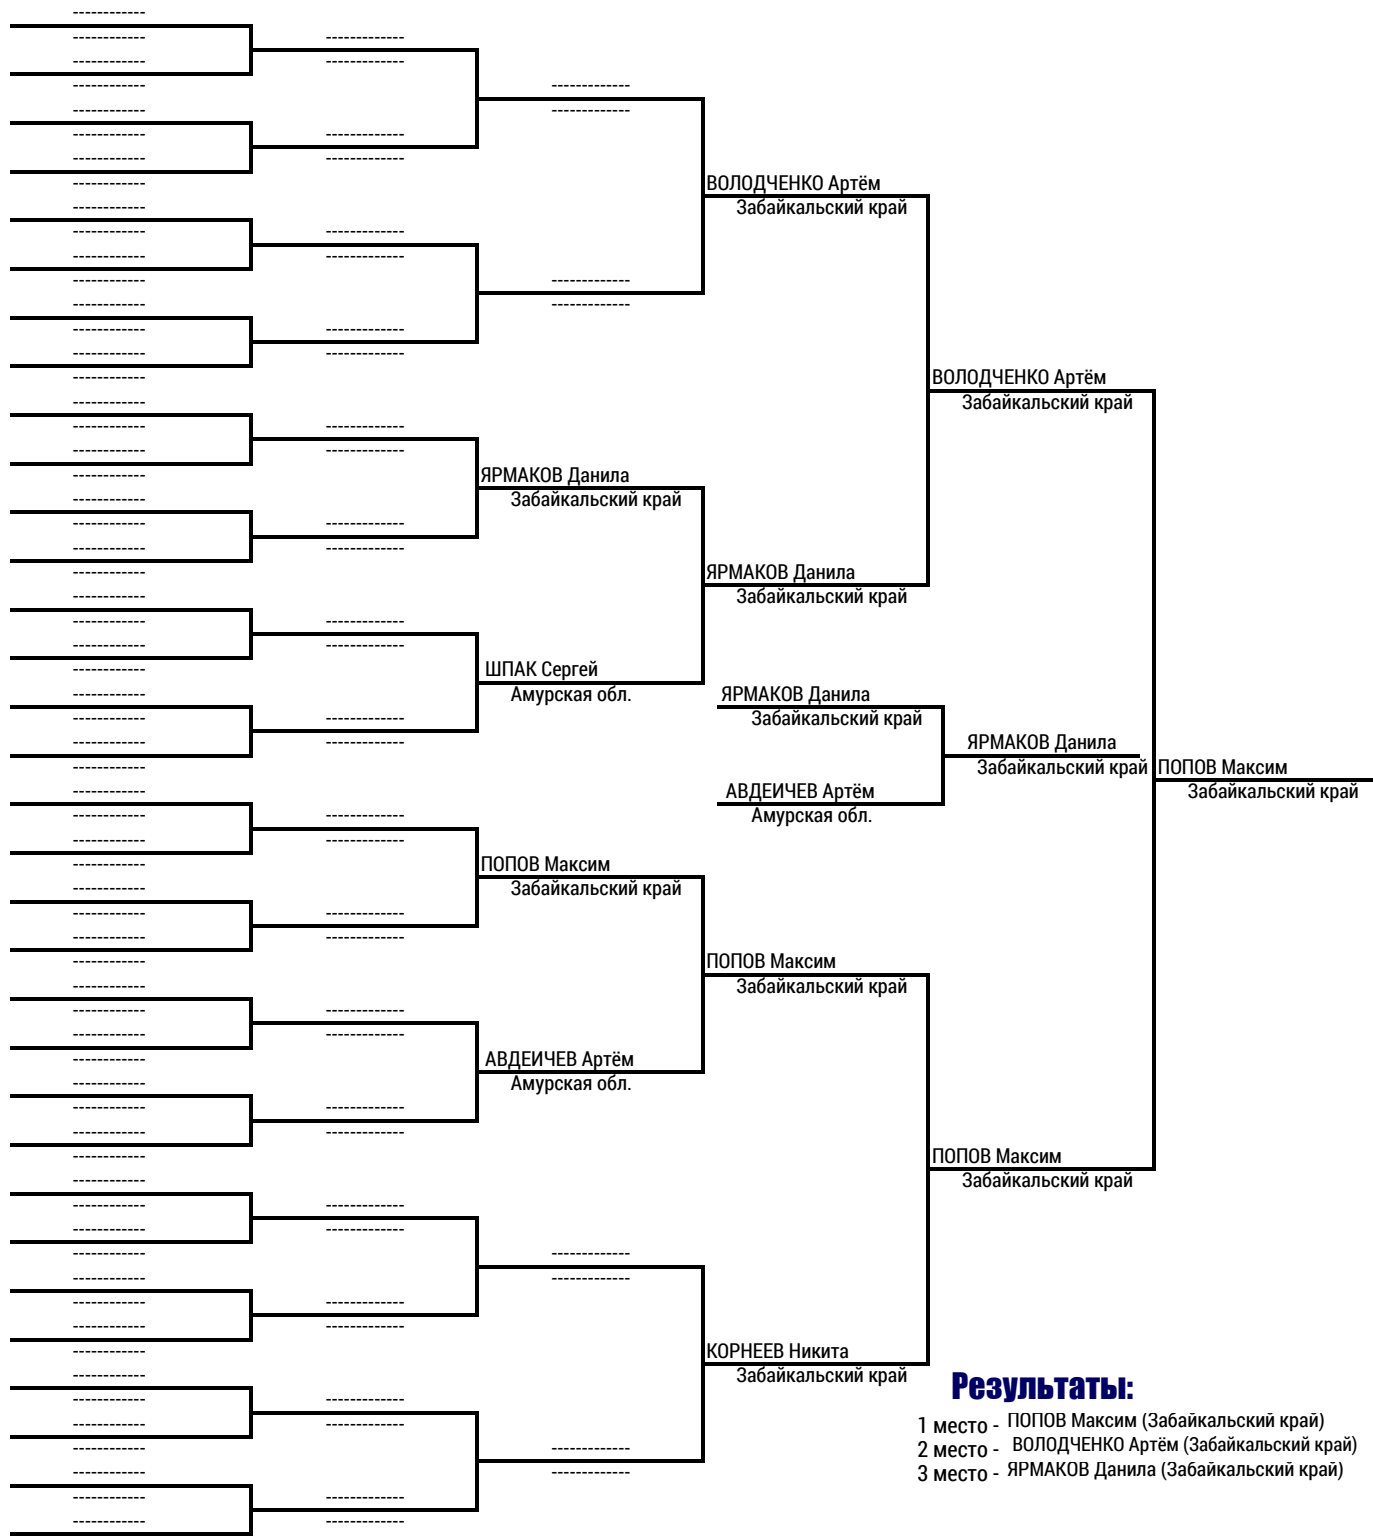 ВОЛОДЧЕНКО Артём
Забайкальский край
ВОЛОДЧЕНКО Артём
Забайкальский край
ЯРМАКОВ Данила
Забайкальский край
ЯРМАКОВ Данила
Забайкальский край
ШПАК Сергей
Амурская обл.
ЯРМАКОВ Данила
Забайкальский край
ЯРМАКОВ Данила
Забайкальский край
ПОПОВ Максим
Забайкальский край
АВДЕИЧЕВ Артём
Амурская обл.
ПОПОВ Максим
Забайкальский край
ПОПОВ Максим
Забайкальский край
АВДЕИЧЕВ Артём
Амурская обл.
ПОПОВ Максим
Забайкальский край
КОРНЕЕВ Никита
Забайкальский край
Результаты:
1 место - ПОПОВ Максим (Забайкальский край)
2 место - ВОЛОДЧЕНКО Артём (Забайкальский край)
3 место - ЯРМАКОВ Данила (Забайкальский край)